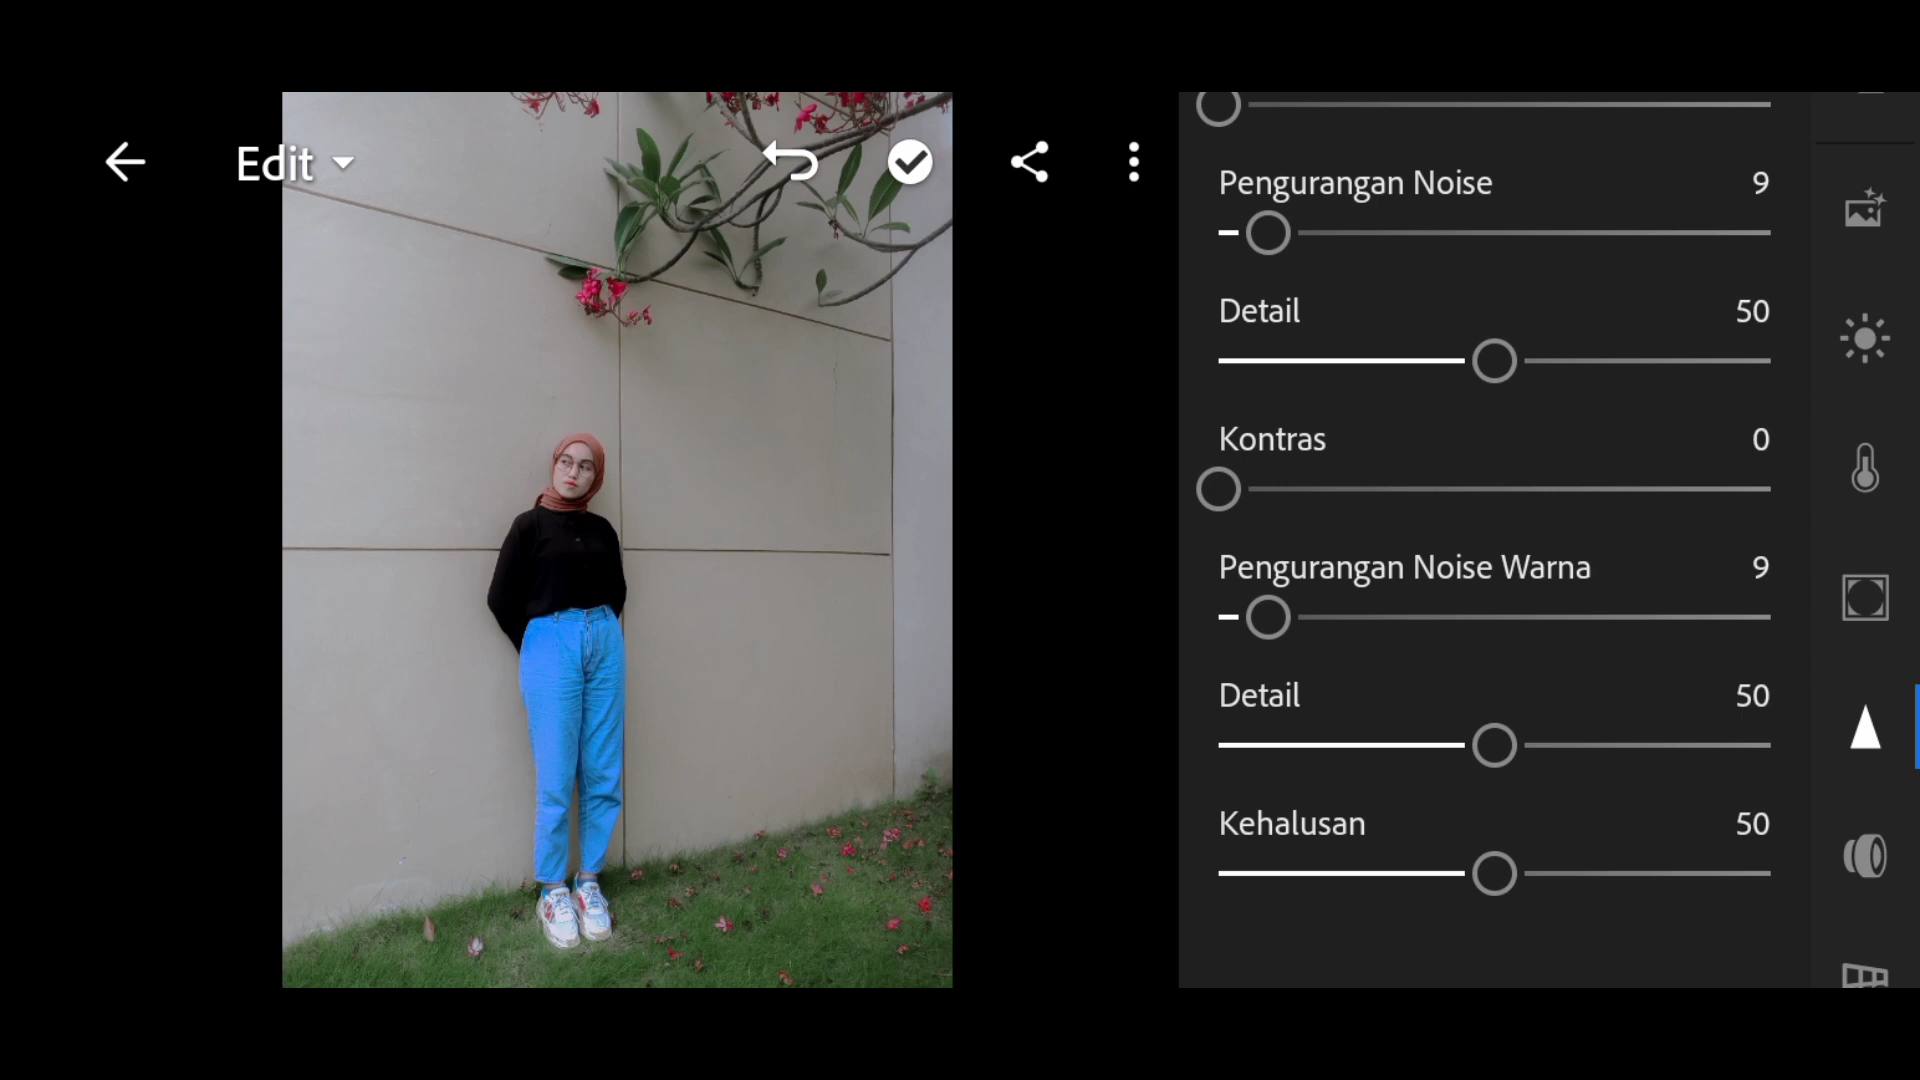 Edit
Pengurangan Noise 9
Detail 50
Kontras 0
Pengurangan Noise Warna 9
Detail 50
Kehalusan 50